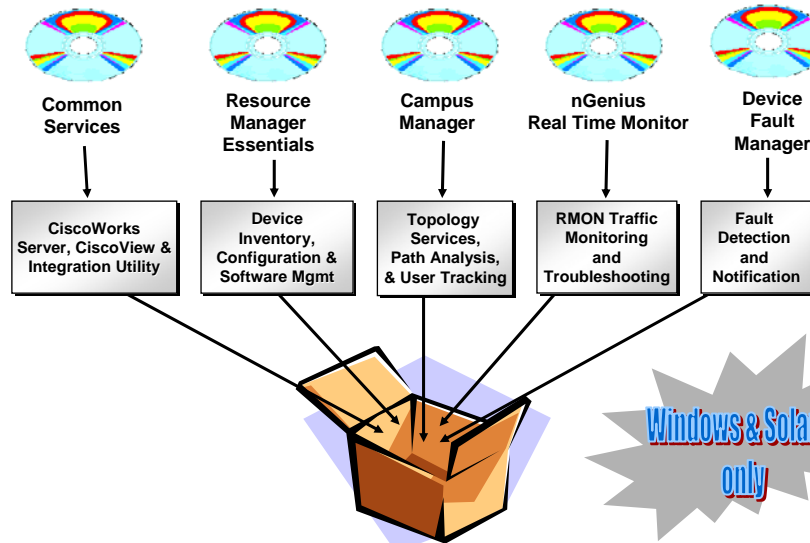 Common
Services
Resource
Manager
Essentials
Campus
Manager
nGenius
Real Time Monitor
Device
Fault
Manager
CiscoWorks
Server, CiscoView &
Integration Utility
Device
Inventory,
Configuration &
Software Mgmt
Topology
Services,
Path Analysis,
& User Tracking
RMON Traffic
Monitoring
and
Troubleshooting
Fault
Detection
and
Notification
Windows & Sola
only